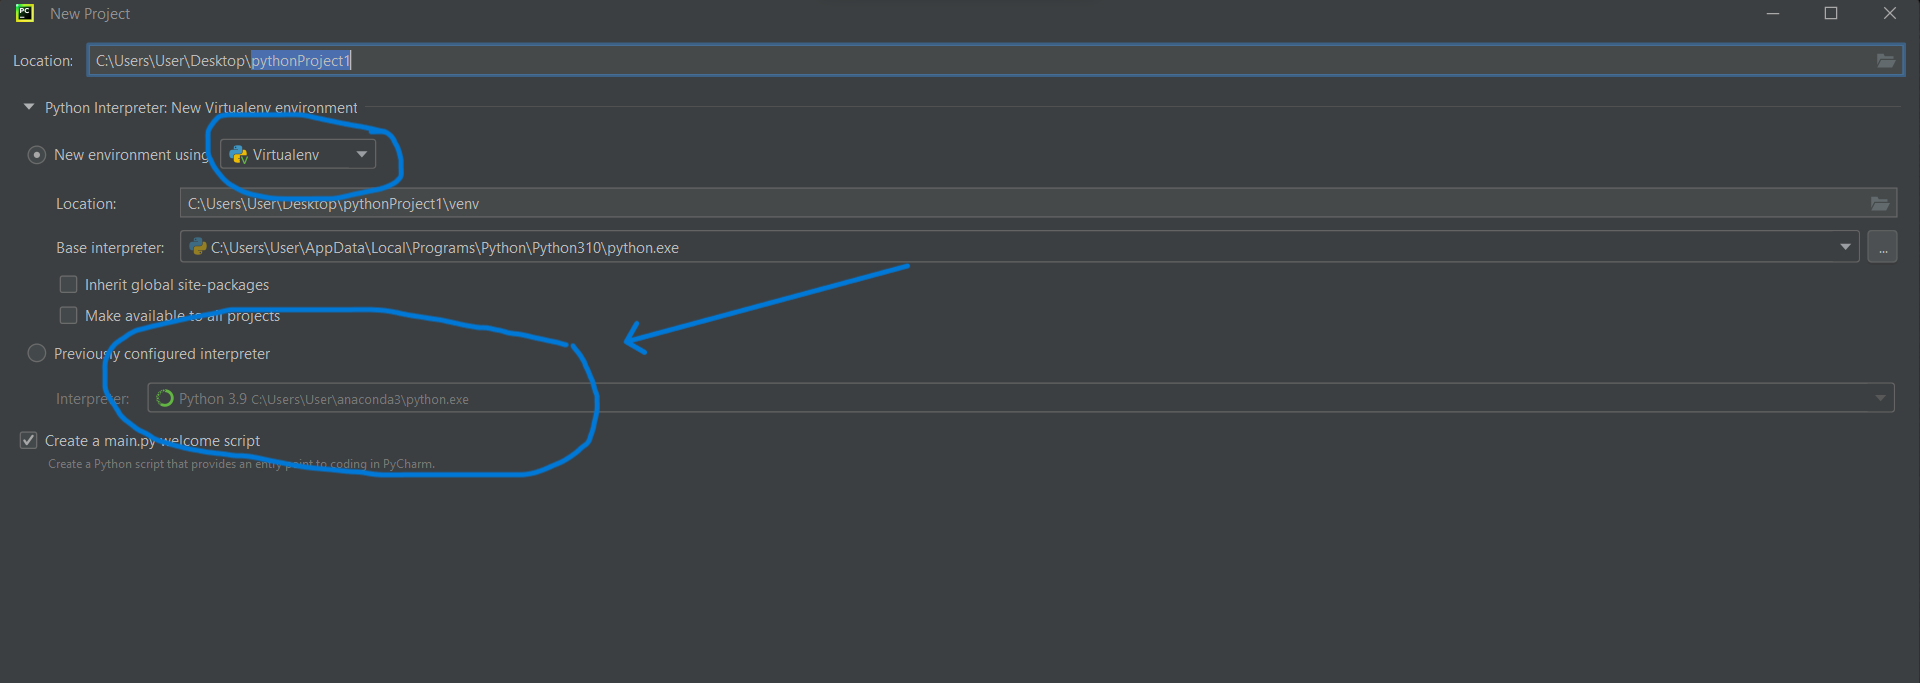 PC New Project
Location: C:\Users\User\Desktop\pythonProject1
Python Interpreter: New Virtualenv environment
New environment using Virtualenv
Location: C:\Users\User\Desktop\pythonProject1\venv
Base interpreter: C:\Users\User\AppData\Local\Programs\Python\Python310\python.exe ...
Inherit global site-packages
Make available to all projects
Previously configured interpreter
Interpreter: Python 3.9 C:\Users\User\anaconda3\python.exe
Create a main.py welcome script
Create a Python script that provides an entry point to coding in PyCharm.